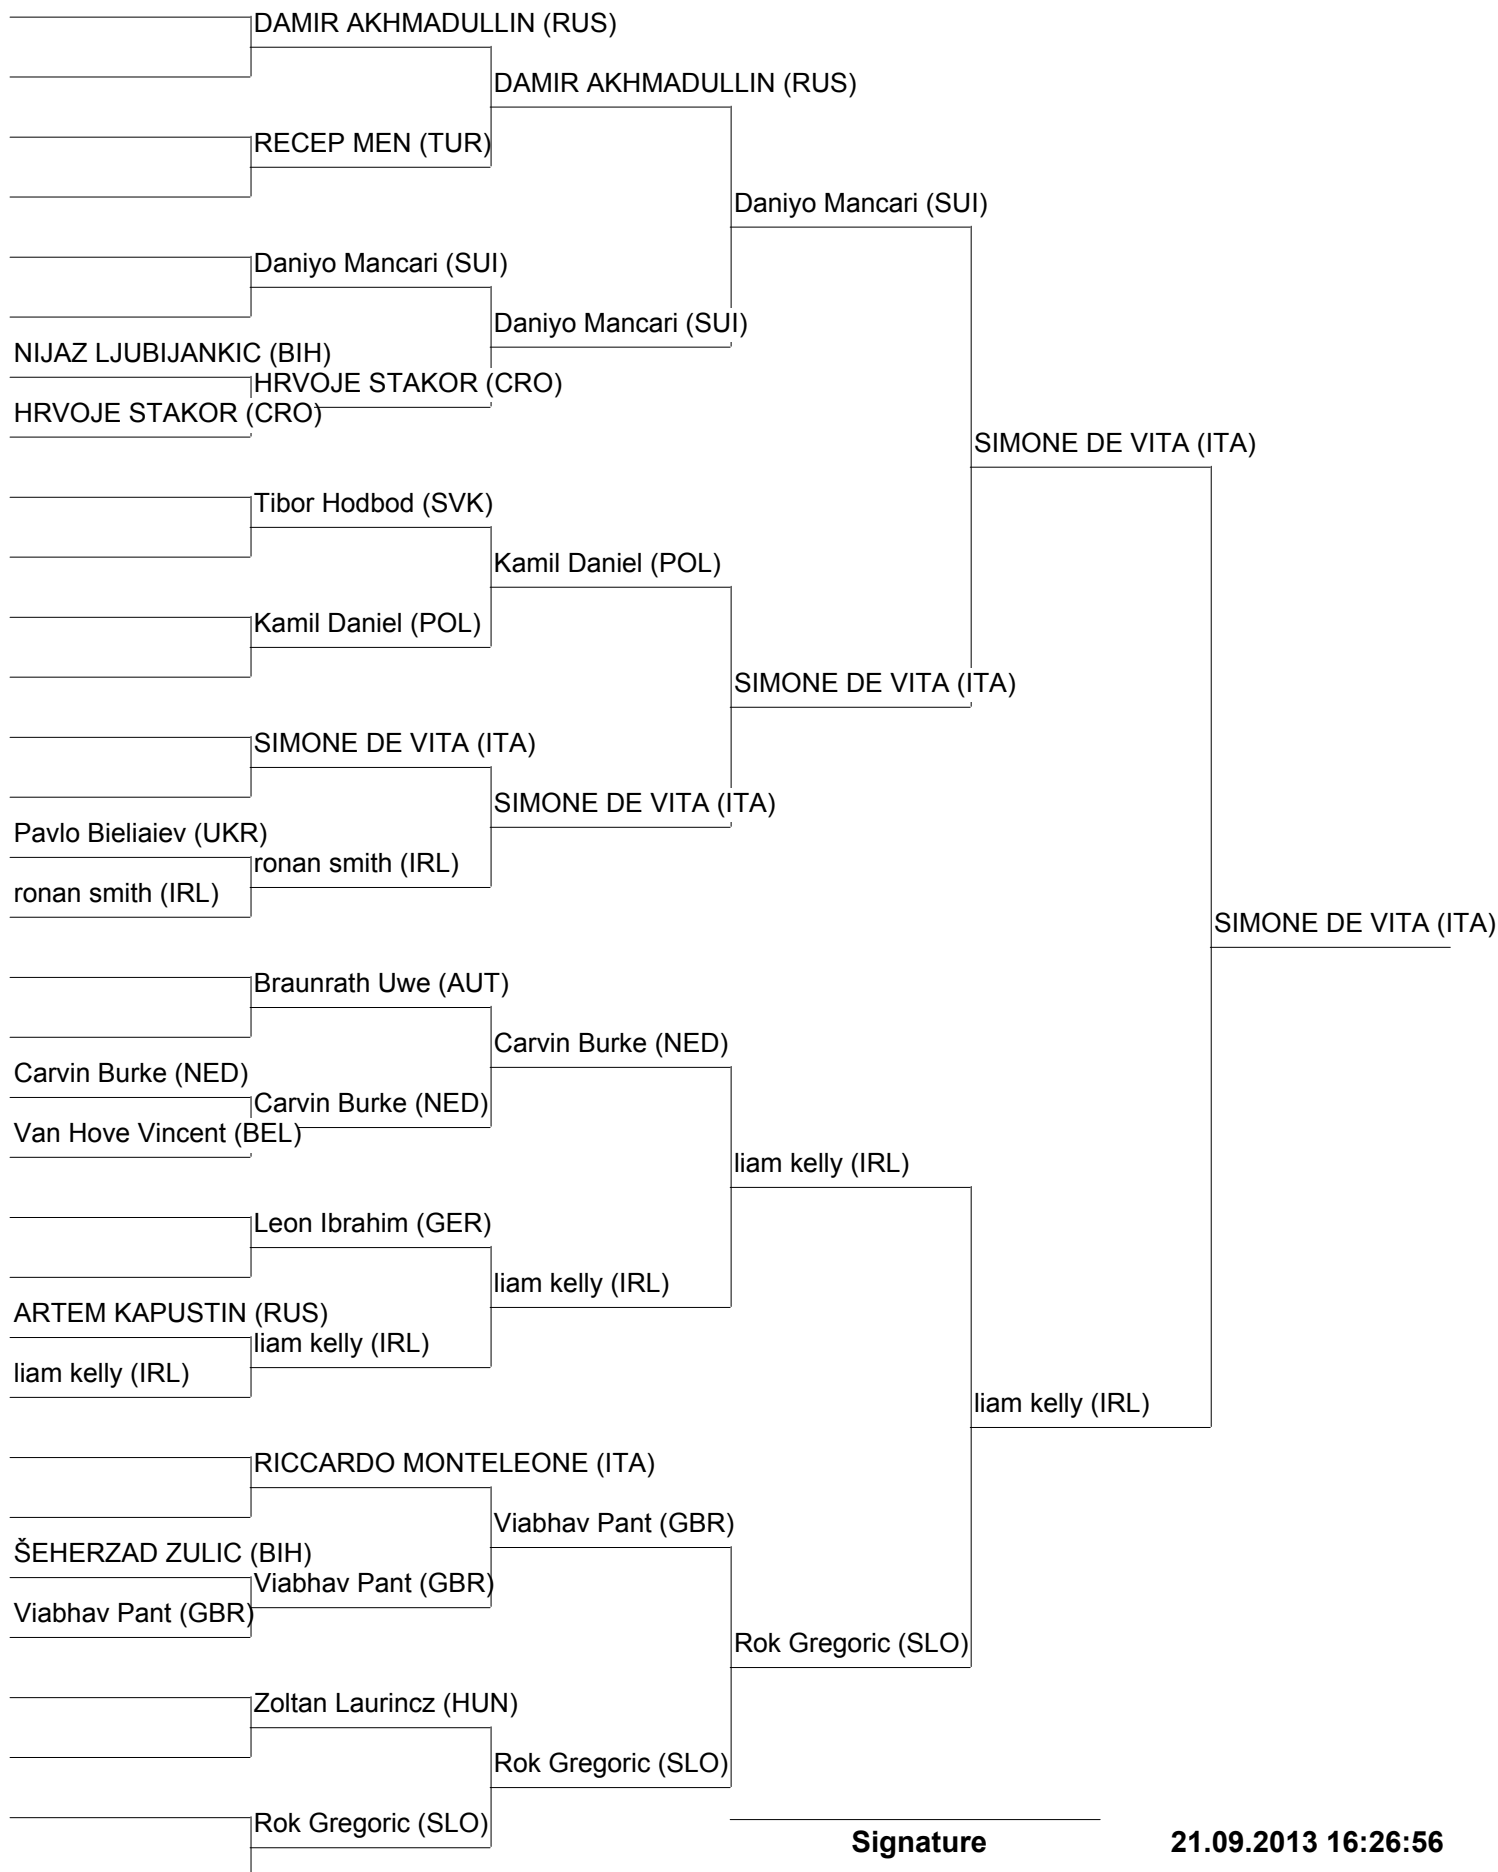 DAMIR AKHMADULLIN (RUS)
DAMIR AKHMADULLIN (RUS)
RECEP MEN (TUR)
Daniyo Mancari (SUI)
Daniyo Mancari (SUI)
Daniyo Mancari (SUI)
NIJAZ LJUBIJANKIC (BIH)
HRVOJE STAKOR (CRO)
HRVOJE STAKOR (CRO)
SIMONE DE VITA (ITA)
Tibor Hodbod (SVK)
Kamil Daniel (POL)
Kamil Daniel (POL)
SIMONE DE VITA (ITA)
SIMONE DE VITA (ITA)
SIMONE DE VITA (ITA)
Pavlo Bieliaiev (UKR)
ronan smith (IRL)
ronan smith (IRL)
SIMONE DE VITA (ITA)
Braunrath Uwe (AUT)
Carvin Burke (NED)
Carvin Burke (NED)
Carvin Burke (NED)
Van Hove Vincent (BEL)
liam kelly (IRL)
Leon Ibrahim (GER)
liam kelly (IRL)
ARTEM KAPUSTIN (RUS)
liam kelly (IRL)
liam kelly (IRL)
liam kelly (IRL)
RICCARDO MONTELEONE (ITA)
Viabhav Pant (GBR)
ŠEHERZAD ZULIC (BIH)
Viabhav Pant (GBR)
Viabhav Pant (GBR)
Rok Gregoric (SLO)
Zoltan Laurincz (HUN)
Rok Gregoric (SLO)
Rok Gregoric (SLO)
Signature 21.09.2013 16:26:56